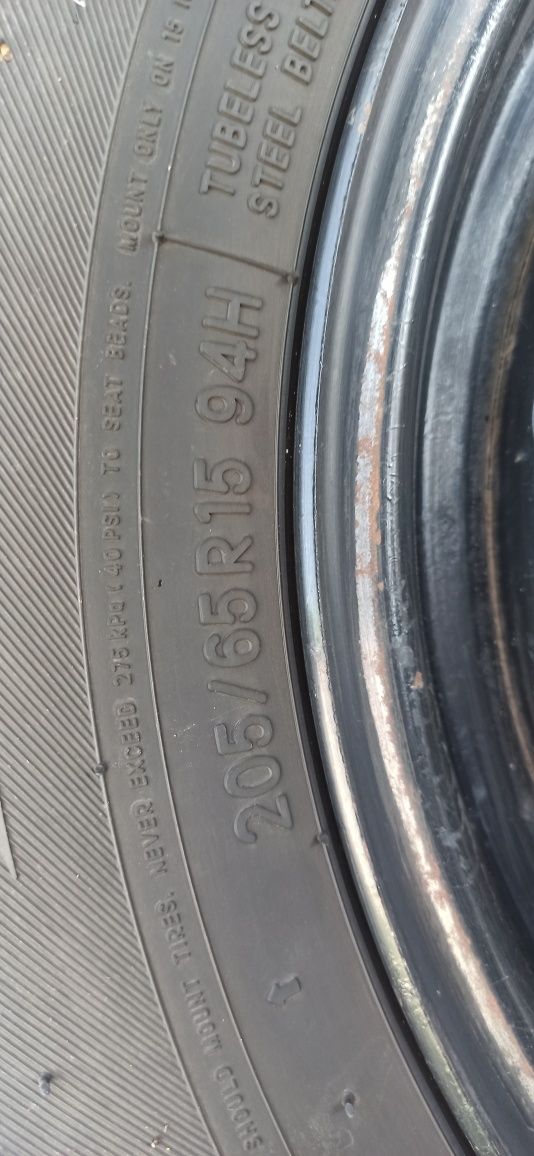 SHOULD MOUNT TIRES. NEVER EXCEED 275 kPa (40 PSI) TO SEAT BEADS. MOUNT ONLY ON 15
205/65R15 94H
TUBELESS
STEEL BELT